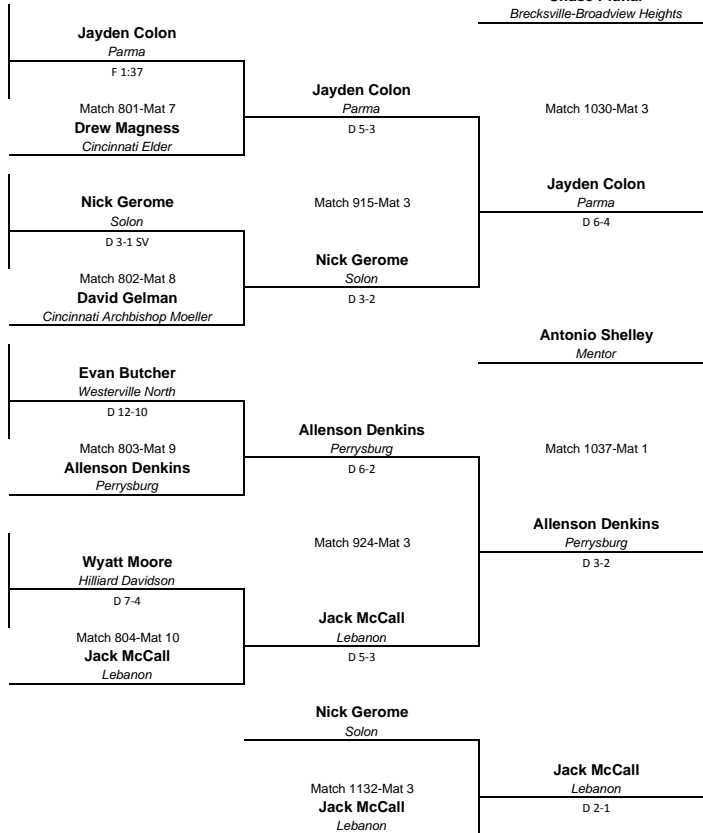 Brecksville-Broadview Heights
Jayden Colon
Parma
F 1:37
Match 801-Mat 7
Drew Magness
Cincinnati Elder
Jayden Colon
Parma
D 5-3
Match 1030-Mat 3
Nick Gerome
Solon
D 3-1 SV
Match 802-Mat 8
David Gelman
Cincinnati Archbishop Moeller
Match 915-Mat 3
Nick Gerome
Solon
D 3-2
Jayden Colon
Parma
D 6-4
Antonio Shelley
Mentor
Evan Butcher
Westerville North
D 12-10
Match 803-Mat 9
Allenson Denkins
Perrysburg
Allenson Denkins
Perrysburg
D 6-2
Match 1037-Mat 1
Wyatt Moore
Hilliard Davidson
D 7-4
Match 804-Mat 10
Jack McCall
Lebanon
Match 924-Mat 3
Jack McCall
Lebanon
D 5-3
Allenson Denkins
Perrysburg
D 3-2
Nick Gerome
Solon
Match 1132-Mat 3
Jack McCall
Lebanon
Jack McCall
Lebanon
D 2-1